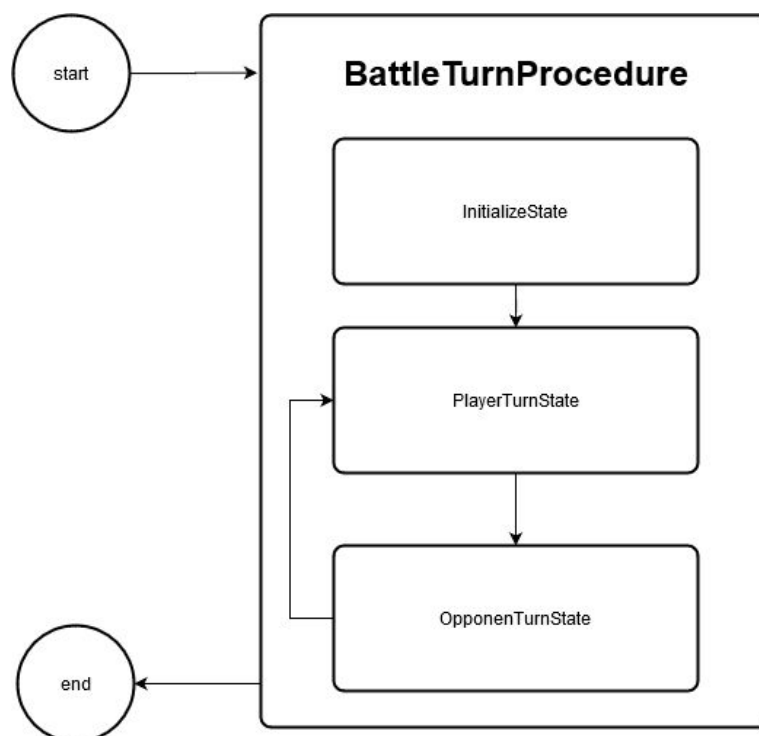 start
BattleTurnProcedure
InitializeState
PlayerTurnState
OpponenTurnState
end